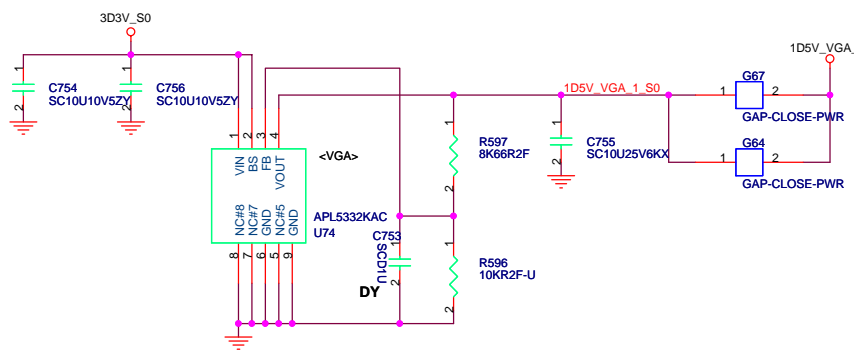 3D3V_S0
1D5V_VGA_
C754
SC10U10V5ZY
1
2
C756
SC10U10V5ZY
1
2
1D5V_VGA_1_S0
G67
1
2
GAP-CLOSE-PWR
G64
1
2
GAP-CLOSE-PWR
1
2
3
4
VIN
BS
FB
VOUT
<VGA>
NC#8
NC#7
GND
NC#5
GND
APL5332KAC
U74
8
7
6
5
9
R597
8K66R2F
1
2
C755
SC10U25V6KX
1
2
C753
SCD1U
1
2
DY
R596
10KR2F-U
1
2